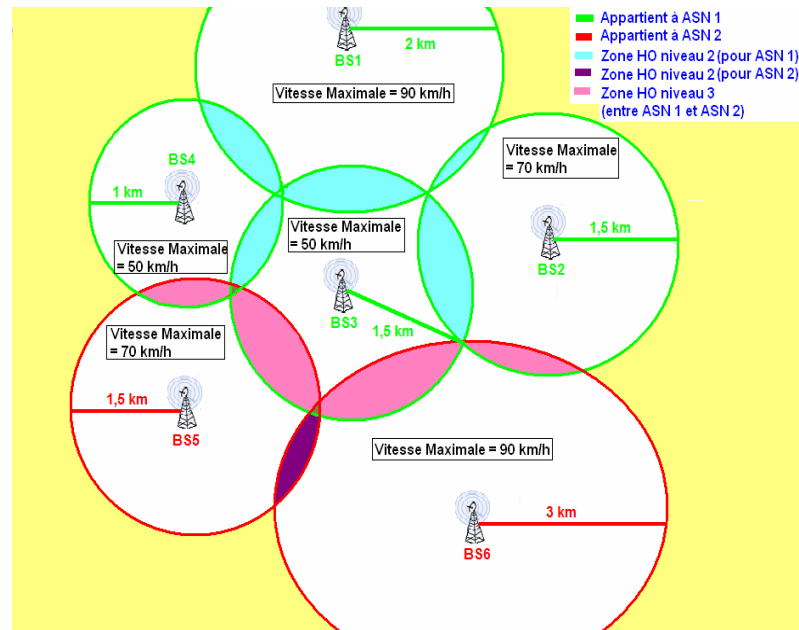 Appartient à ASN 1
Appartient à ASN 2
Zone HO niveau 2 (pour ASN 1)
Zone HO niveau 2 (pour ASN 2)
Zone HO niveau 3
(entre ASN 1 et ASN 2)
2 km
BS1
Vitesse Maximale = 90 km/h
Vitesse Maximale
= 70 km/h
BS4
1 km
Vitesse Maximale
= 50 km/h
Vitesse Maximale
= 50 km/h
1,5 km
BS2
BS3
1,5 km
Vitesse Maximale
= 70 km/h
1,5 km
BS5
Vitesse Maximale = 90 km/h
3 km
BS6